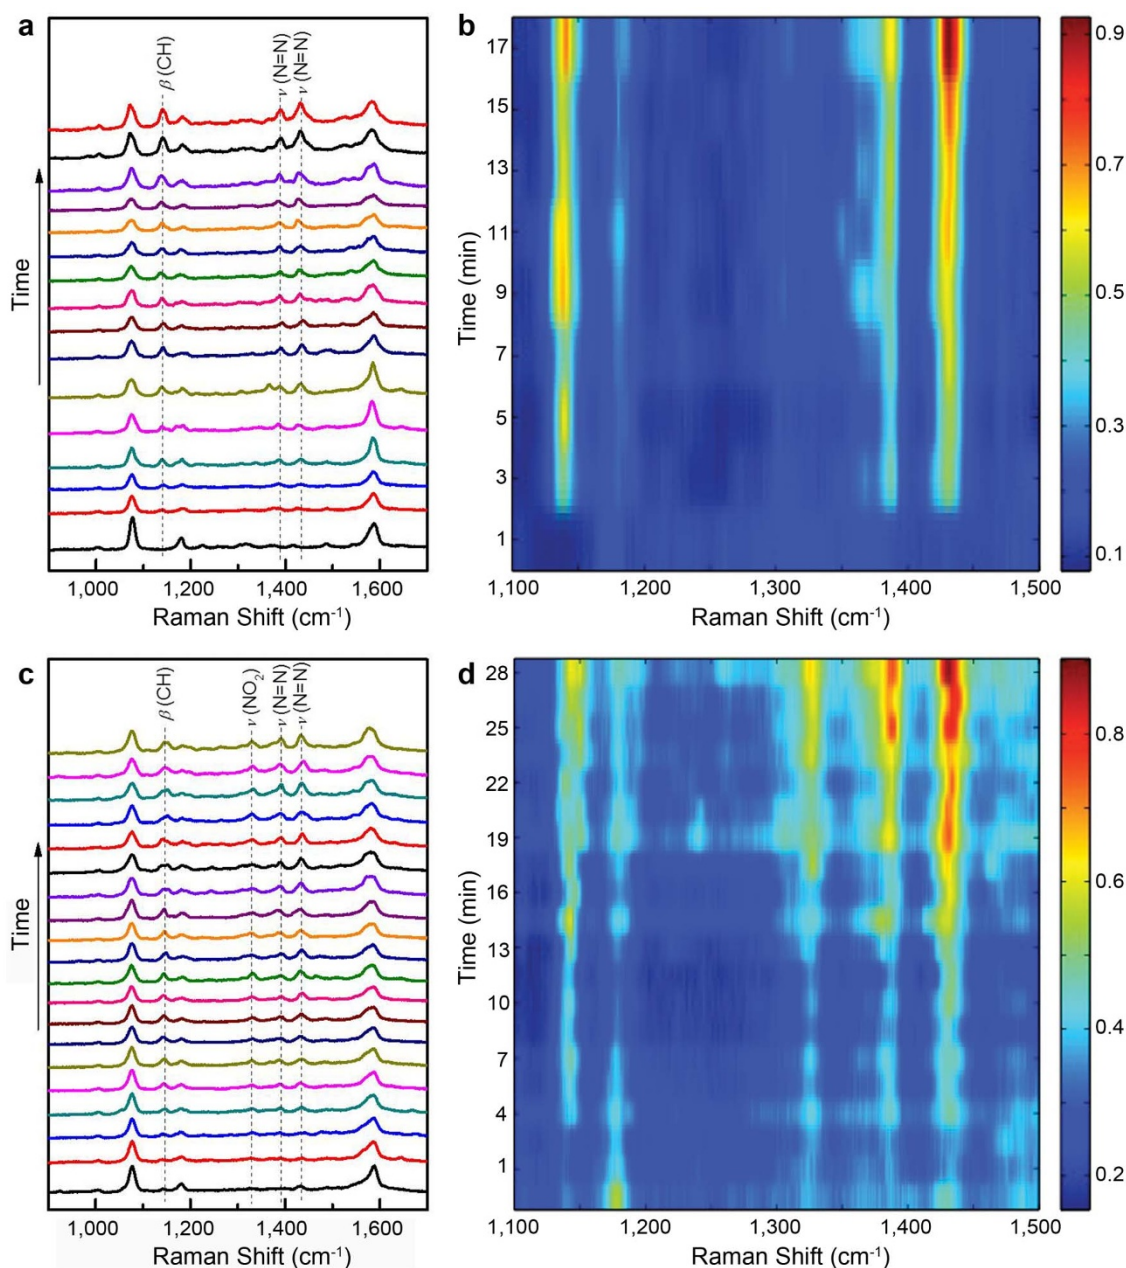 a
β (CH)
ν (N=N)
ν (N=N)
Time
1,000 1,200 1,400 1,600
Raman Shift (cm⁻¹)
b
17
15
13
11
9
7
5
3
1
Time (min)
1,100 1,200 1,300 1,400 1,500
Raman Shift (cm⁻¹)
0.9
0.7
0.5
0.3
0.1
c
β (CH)
ν (NO₂)
ν (N=N)
ν (N=N)
Time
1,000 1,200 1,400 1,600
Raman Shift (cm⁻¹)
d
28
25
22
19
16
13
10
7
4
1
Time (min)
1,100 1,200 1,300 1,400 1,500
Raman Shift (cm⁻¹)
0.8
0.6
0.4
0.2